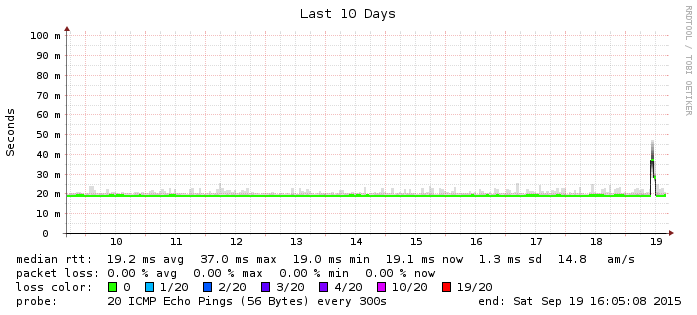 Last 10 Days
RRDTOOL / TOBI OETIKER
Seconds
100 m
90 m
80 m
70 m
60 m
50 m
40 m
30 m
20 m
10 m
0 m
10 11 12 13 14 15 16 17 18 19
median rtt: 19.2 ms avg 37.0 ms max 19.0 ms min 19.1 ms now 1.3 ms sd 14.8 am/s
packet loss: 0.00 % avg 0.00 % max 0.00 % min 0.00 % now
loss color: 0 1/20 2/20 3/20 4/20 10/20 19/20
probe: 20 ICMP Echo Pings (56 Bytes) every 300s end: Sat Sep 19 16:05:08 2015